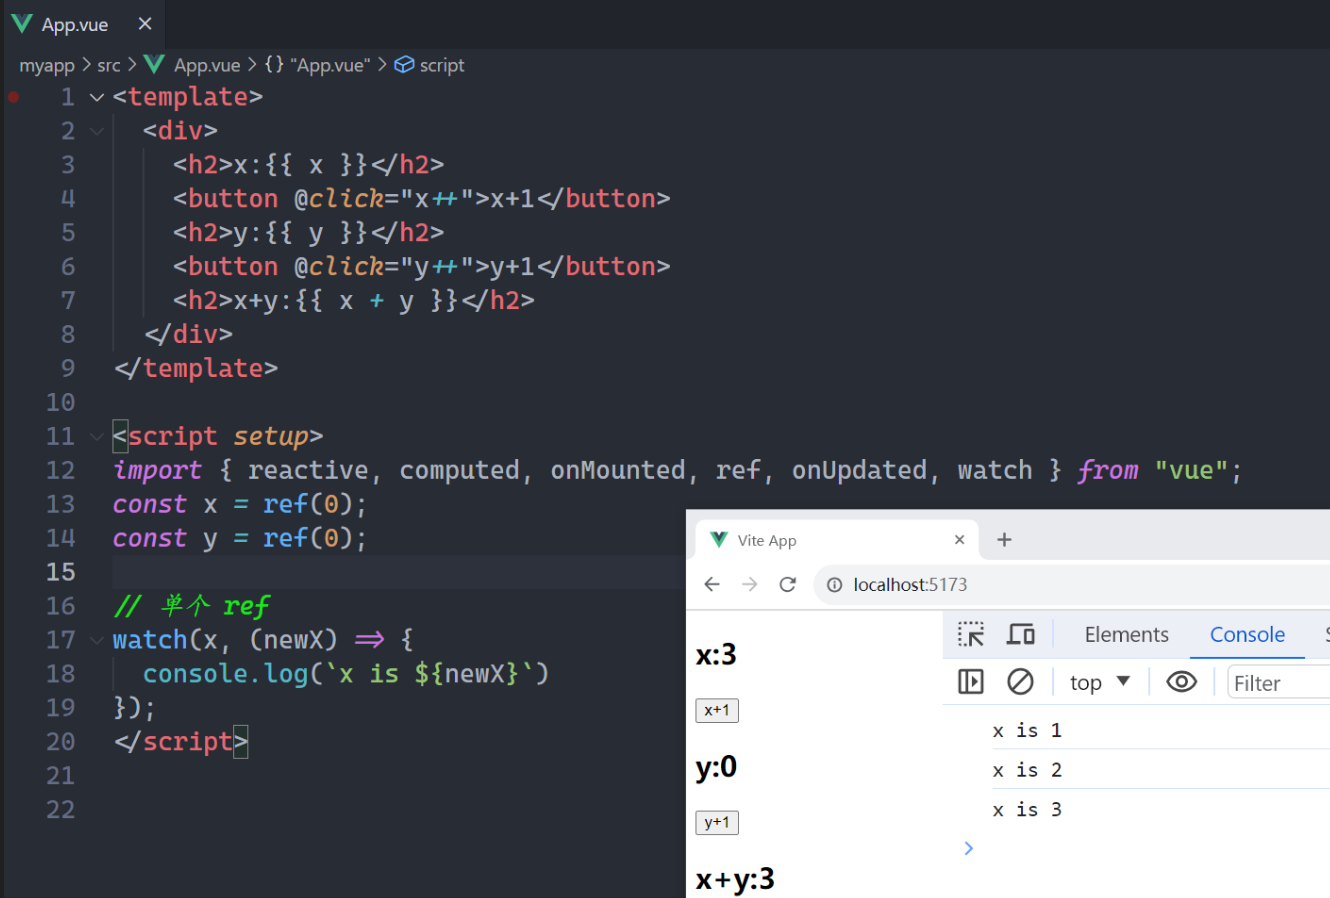 App.vue
myapp > src > App.vue > {} "App.vue" > script
1 <template>
2 <div>
3 <h2>x:{{ x }}</h2>
4 <button @click="x++">x+1</button>
5 <h2>y:{{ y }}</h2>
6 <button @click="y++">y+1</button>
7 <h2>x+y:{{ x + y }}</h2>
8 </div>
9 </template>
10
11 <script setup>
12 import { reactive, computed, onMounted, ref, onUpdated, watch } from "vue";
13 const x = ref(0);
14 const y = ref(0);
15
16 // 单个 ref
17 watch(x, (newX) => {
18 console.log(`x is ${newX}`)
19 });
20 </script>
21
22
Vite App
localhost:5173
x:3
x+1
y:0
y+1
x+y:3
Elements Console
top Filter
x is 1
x is 2
x is 3